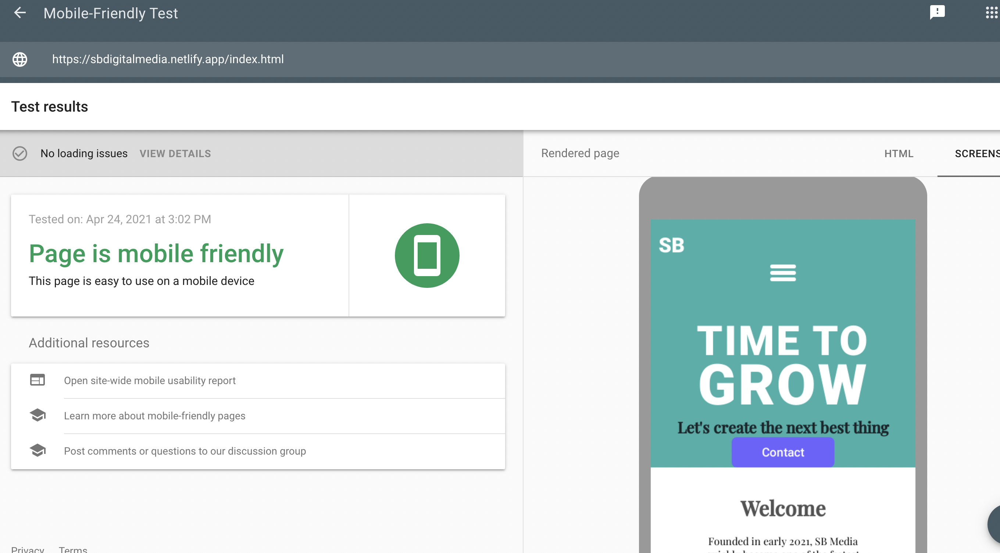 Mobile-Friendly Test
https://sbdigitalmedia.netlify.app/index.html
Test results
No loading issues VIEW DETAILS
Rendered page HTML SCREENS
Tested on: Apr 24, 2021 at 3:02 PM
Page is mobile friendly
This page is easy to use on a mobile device
Additional resources
Open site-wide mobile usability report
Learn more about mobile-friendly pages
Post comments or questions to our discussion group
Privacy Terms
SB
TIME TO
GROW
Let's create the next best thing
Contact
Welcome
Founded in early 2021, SB Media